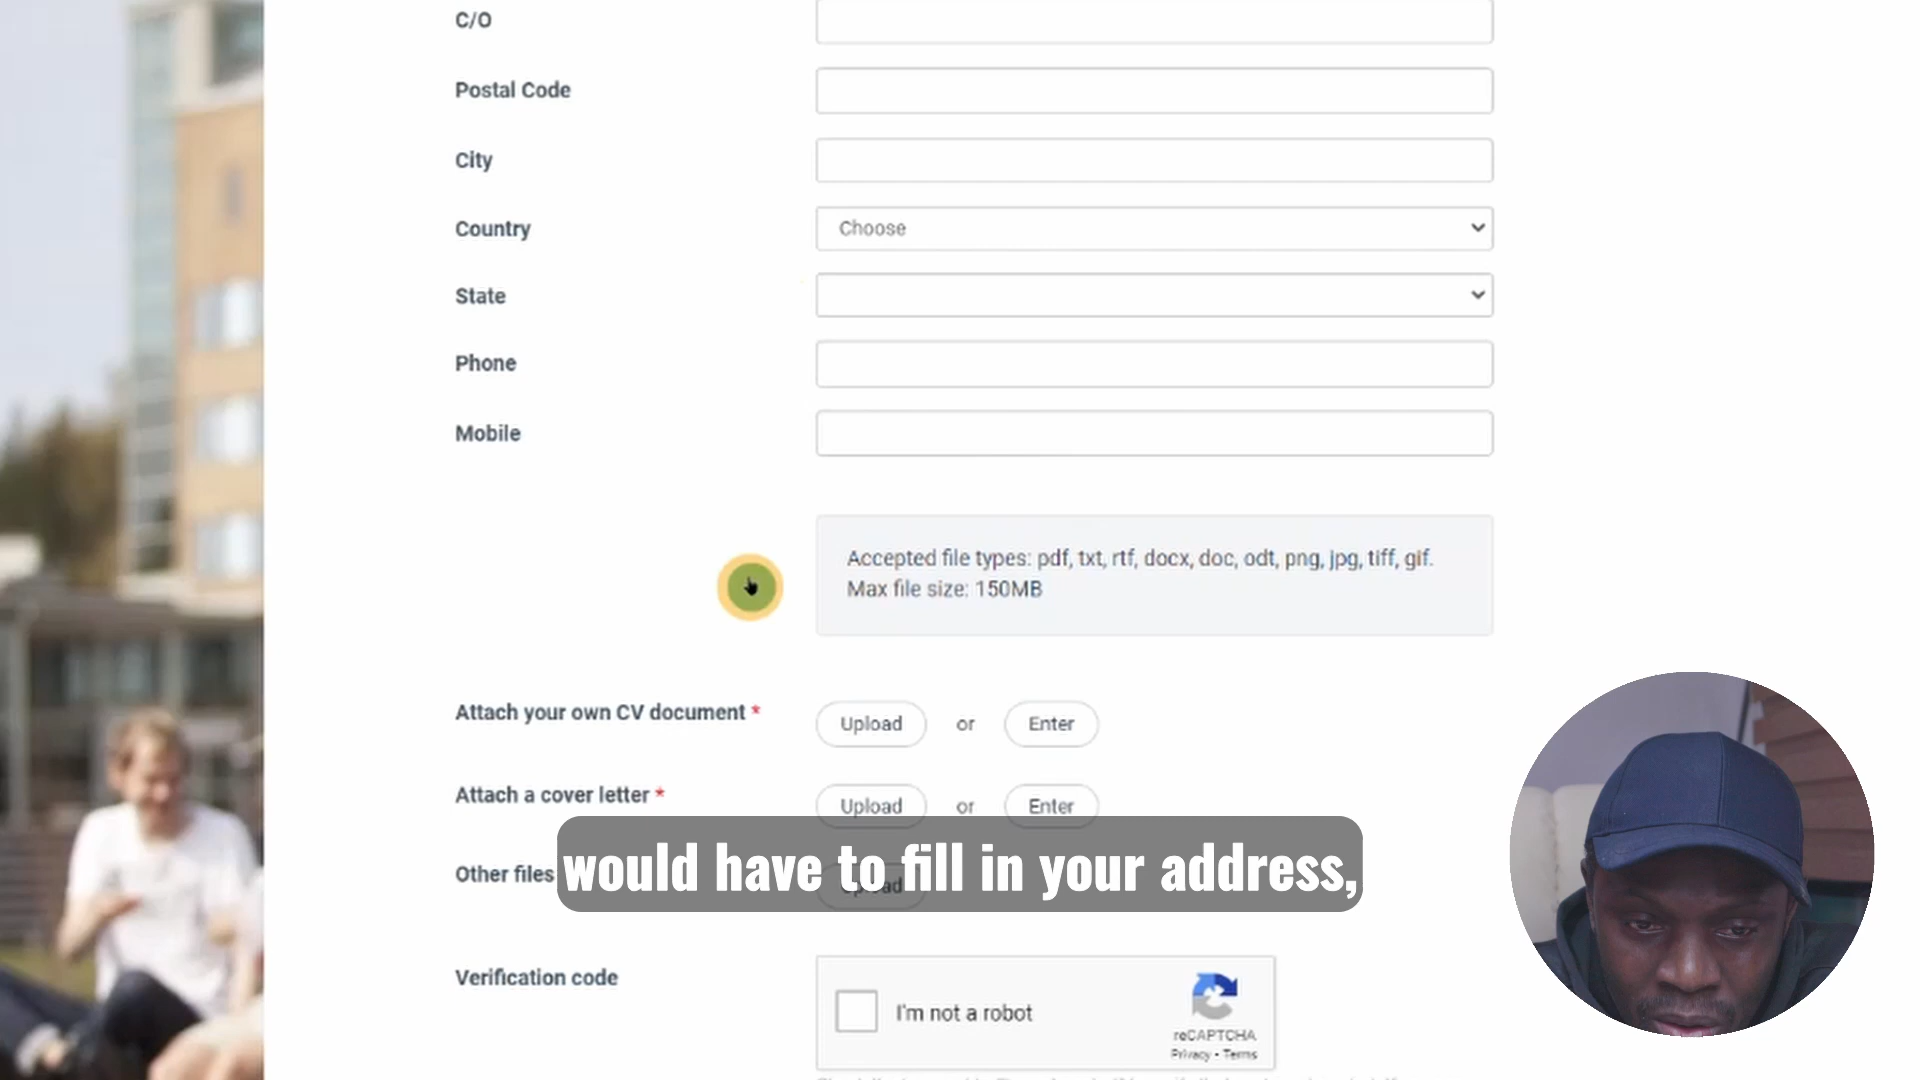 C/O
Postal Code
City
Country Choose
State
Phone
Mobile
Accepted file types: pdf, txt, rtf, docx, doc, odt, png, jpg, tiff, gif.
Max file size: 150MB
Attach your own CV document * Upload or Enter
Attach a cover letter * Upload or Enter
Other files Upload
would have to fill in your address,
Verification code
I'm not a robot
reCAPTCHA
Privacy • Terms